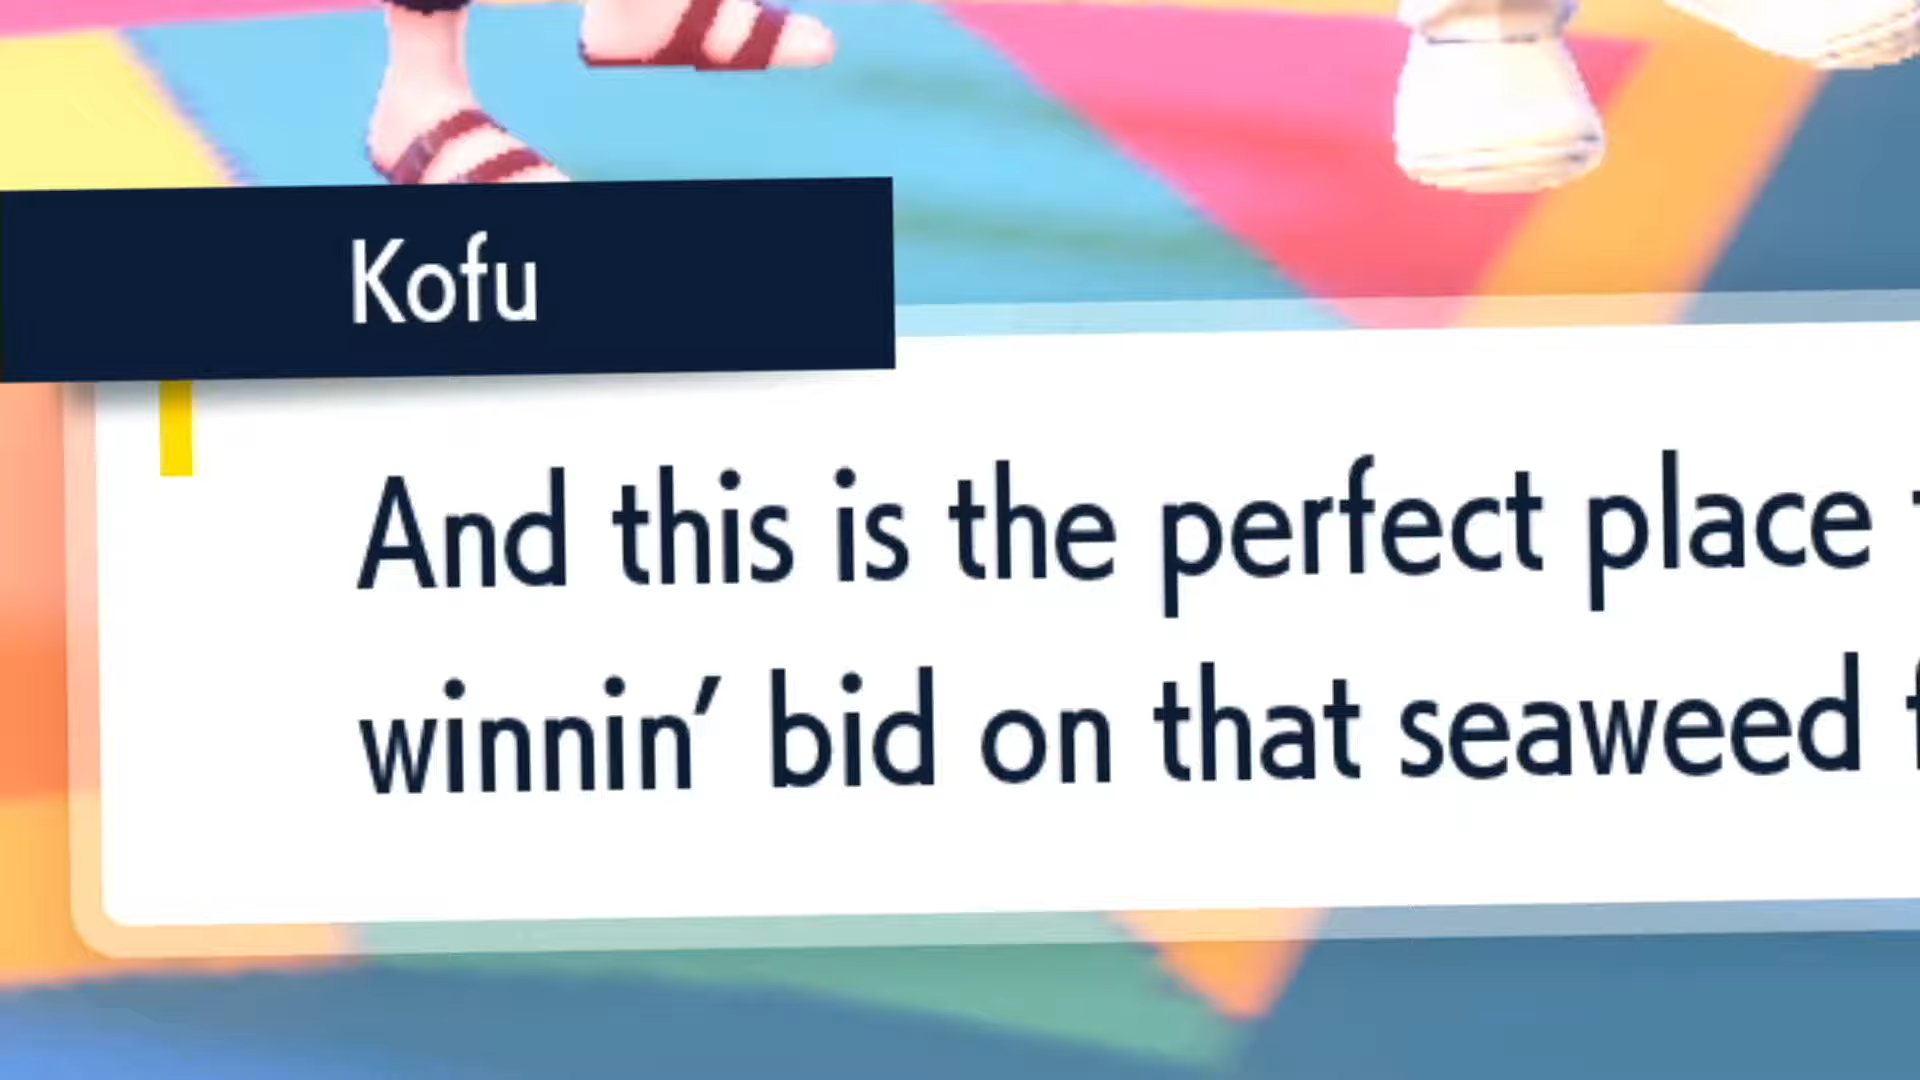 Kofu
And this is the perfect place
winnin’ bid on that seaweed